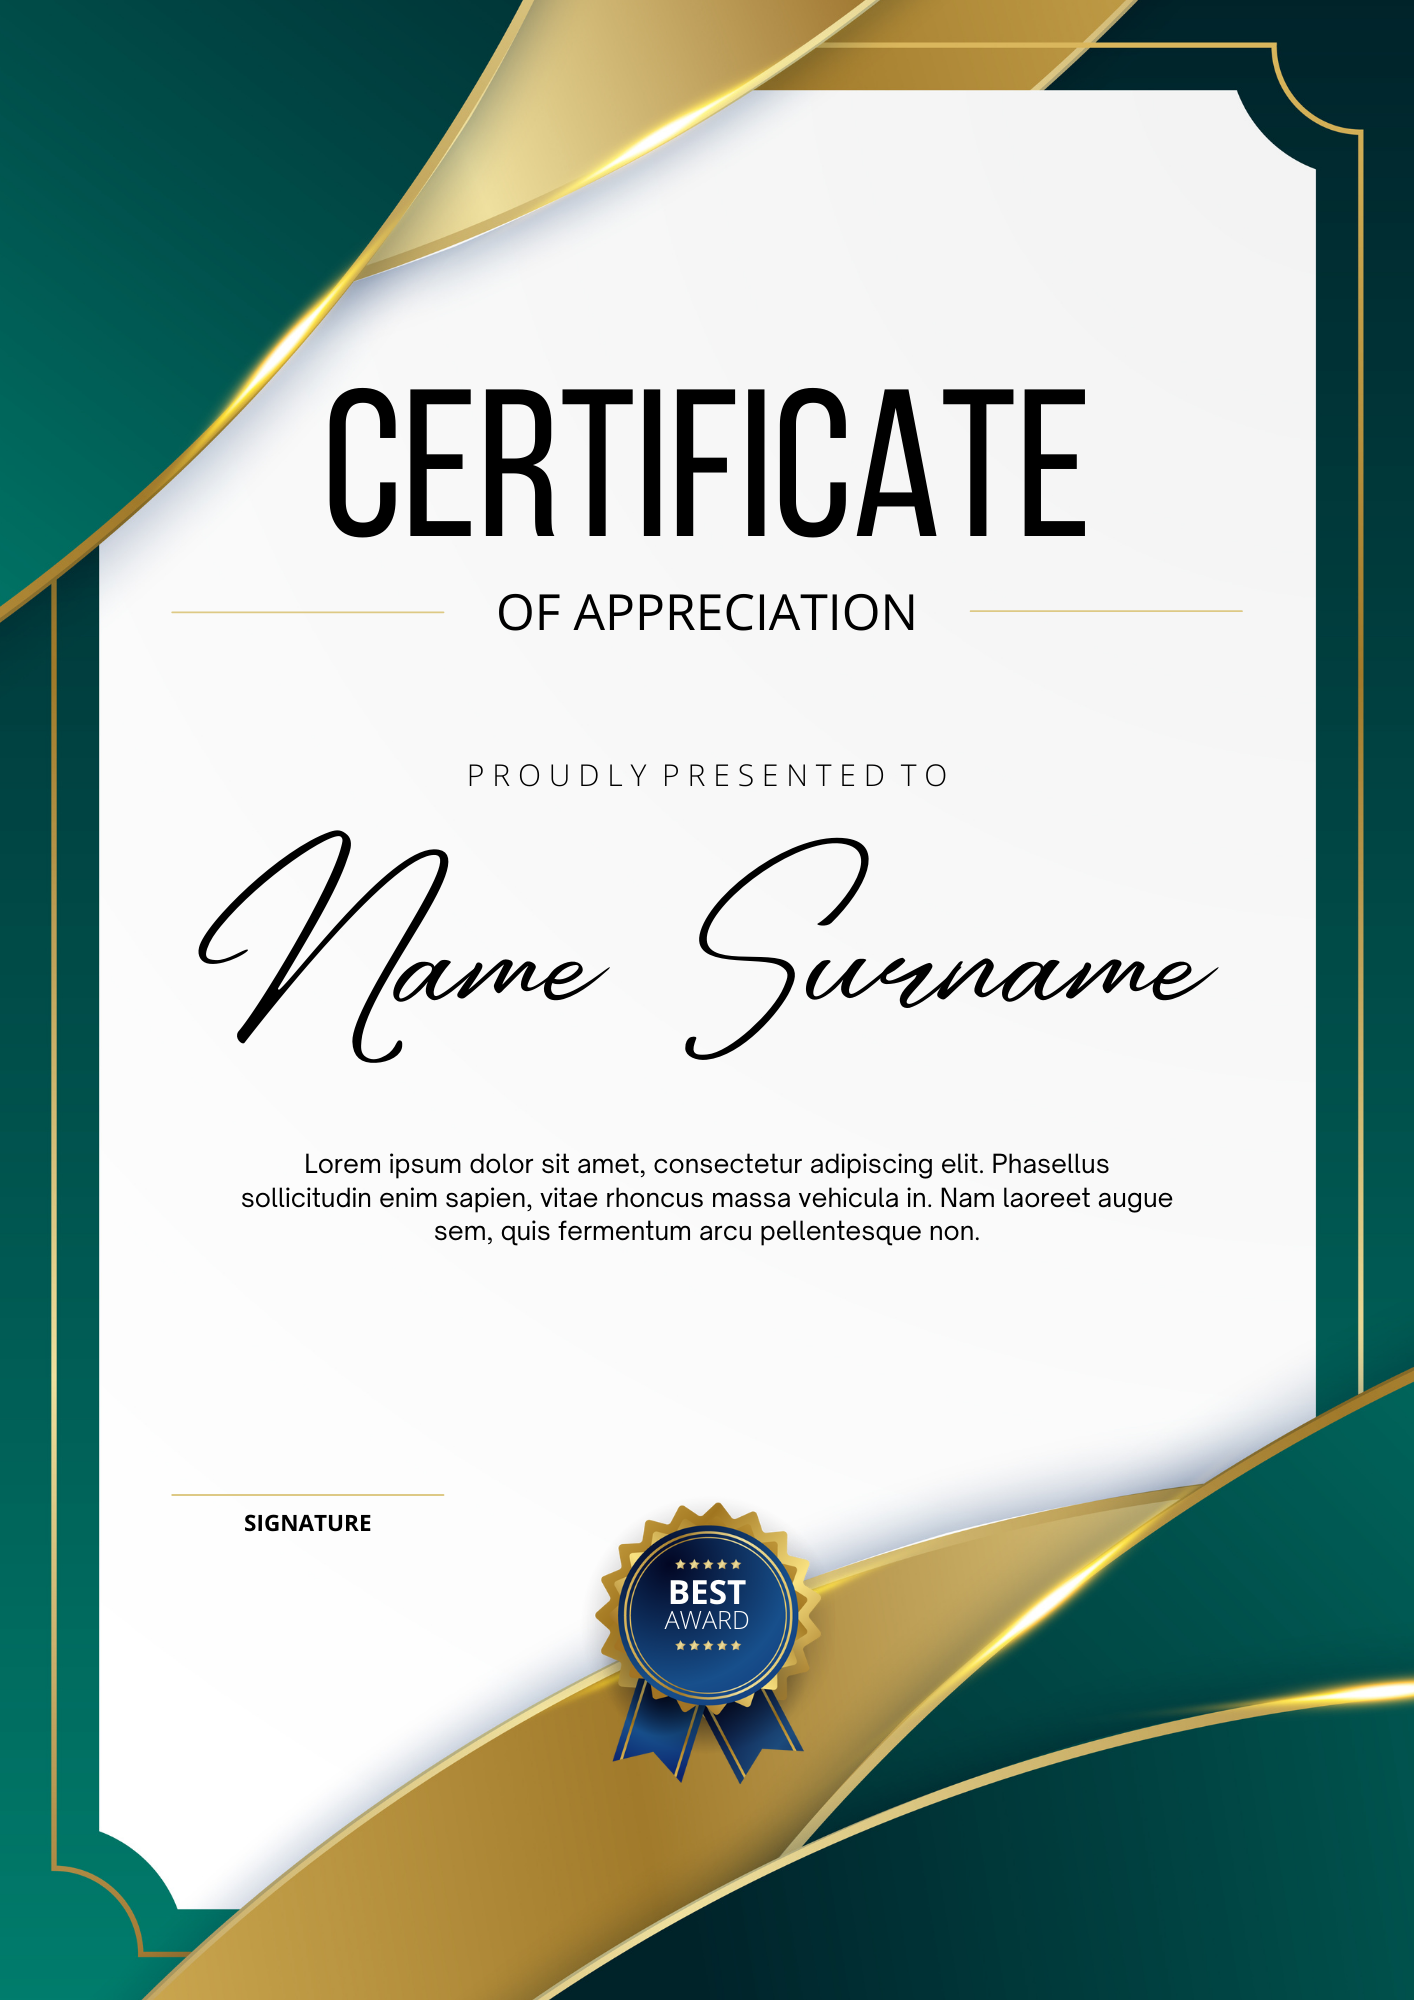 CERTIFICATE
OF APPRECIATION
PROUDLY PRESENTED TO
Name Surname
Lorem ipsum dolor sit amet, consectetur adipiscing elit. Phasellus
sollicitudin enim sapien, vitae rhoncus massa vehicula in. Nam laoreet augue
sem, quis fermentum arcu pellentesque non.
SIGNATURE
BEST
AWARD